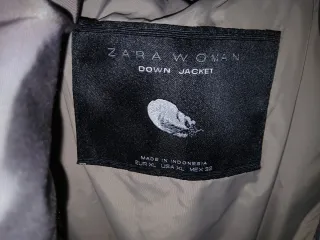 ZARA WOMAN
DOWN JACKET
MADE IN INDONESIA
EUR XL USA XL MEX 32